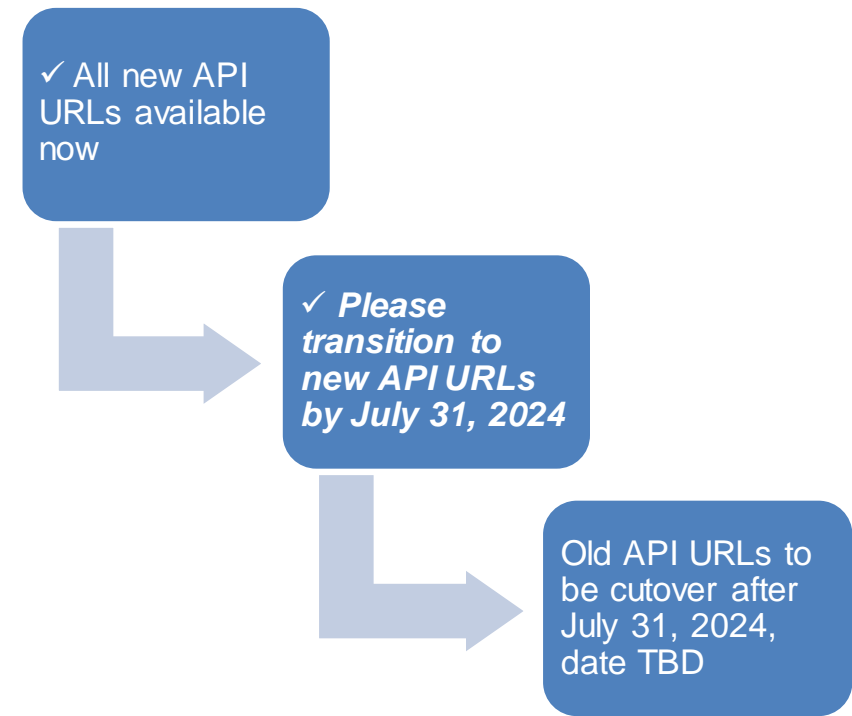 ✓ All new API
URLs available
now
✓ Please
transition to
new API URLs
by July 31, 2024
Old API URLs to
be cutover after
July 31, 2024,
date TBD